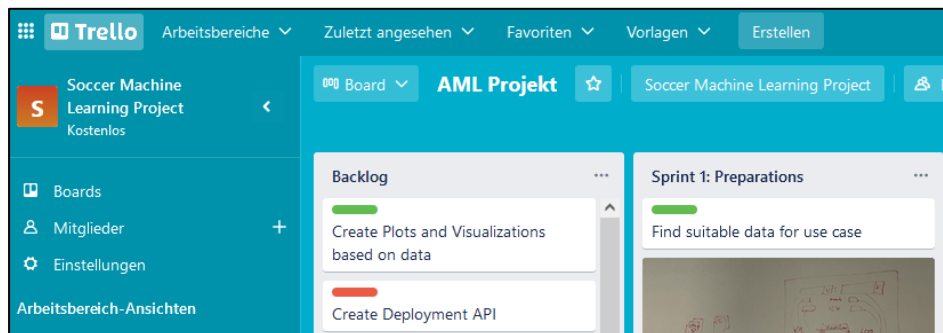 Trello Arbeitsbereiche Zuletzt angesehen Favoriten Vorlagen Erstellen
S
Soccer Machine
Learning Project
Kostenlos
Board AML Projekt Soccer Machine Learning Project
Boards
Mitglieder +
Einstellungen
Arbeitsbereich-Ansichten
Backlog ...
Create Plots and Visualizations
based on data
Create Deployment API
Sprint 1: Preparations ...
Find suitable data for use case